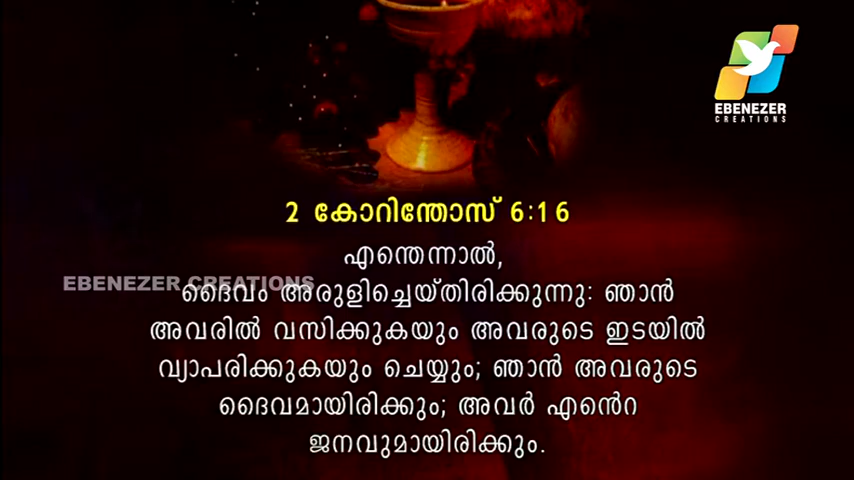 EBENEZER
CREATIONS
2 കോറിന്തോസ് 6:16
എന്തെന്നാൽ,
EBENEZER CREATIONS
ദൈവം അരുളിച്ചെയ്തിരിക്കുന്നു: ഞാൻ
അവരിൽ വസിക്കുകയും അവരുടെ ഇടയിൽ
വ്യാപരിക്കുകയും ചെയ്യും; ഞാൻ അവരുടെ
ദൈവമായിരിക്കും; അവർ എൻെറ
ജനവുമായിരിക്കും.